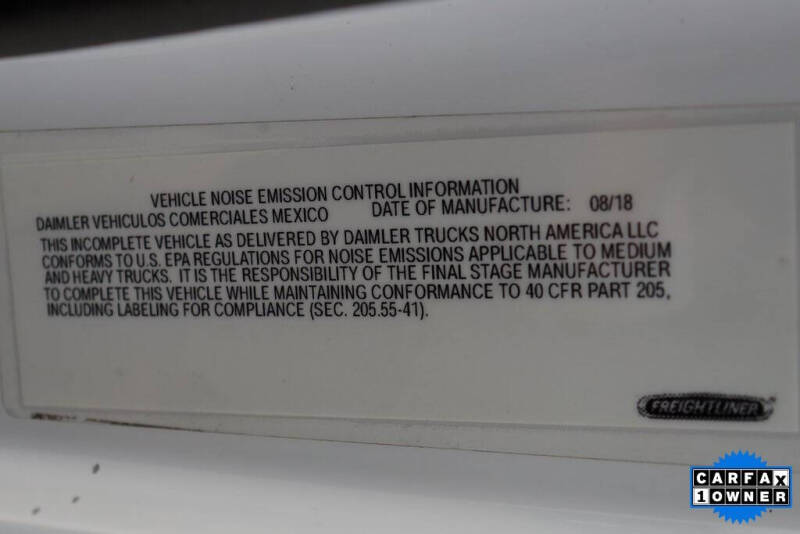 VEHICLE NOISE EMISSION CONTROL INFORMATION
DAIMLER VEHICULOS COMERCIALES MEXICO DATE OF MANUFACTURE: 08/18
THIS INCOMPLETE VEHICLE AS DELIVERED BY DAIMLER TRUCKS NORTH AMERICA LLC
CONFORMS TO U.S. EPA REGULATIONS FOR NOISE EMISSIONS APPLICABLE TO MEDIUM
AND HEAVY TRUCKS. IT IS THE RESPONSIBILITY OF THE FINAL STAGE MANUFACTURER
TO COMPLETE THIS VEHICLE WHILE MAINTAINING CONFORMANCE TO 40 CFR PART 205,
INCLUDING LABELING FOR COMPLIANCE (SEC. 205.55-41).
FREIGHTLINER
CARFAX
1 OWNER